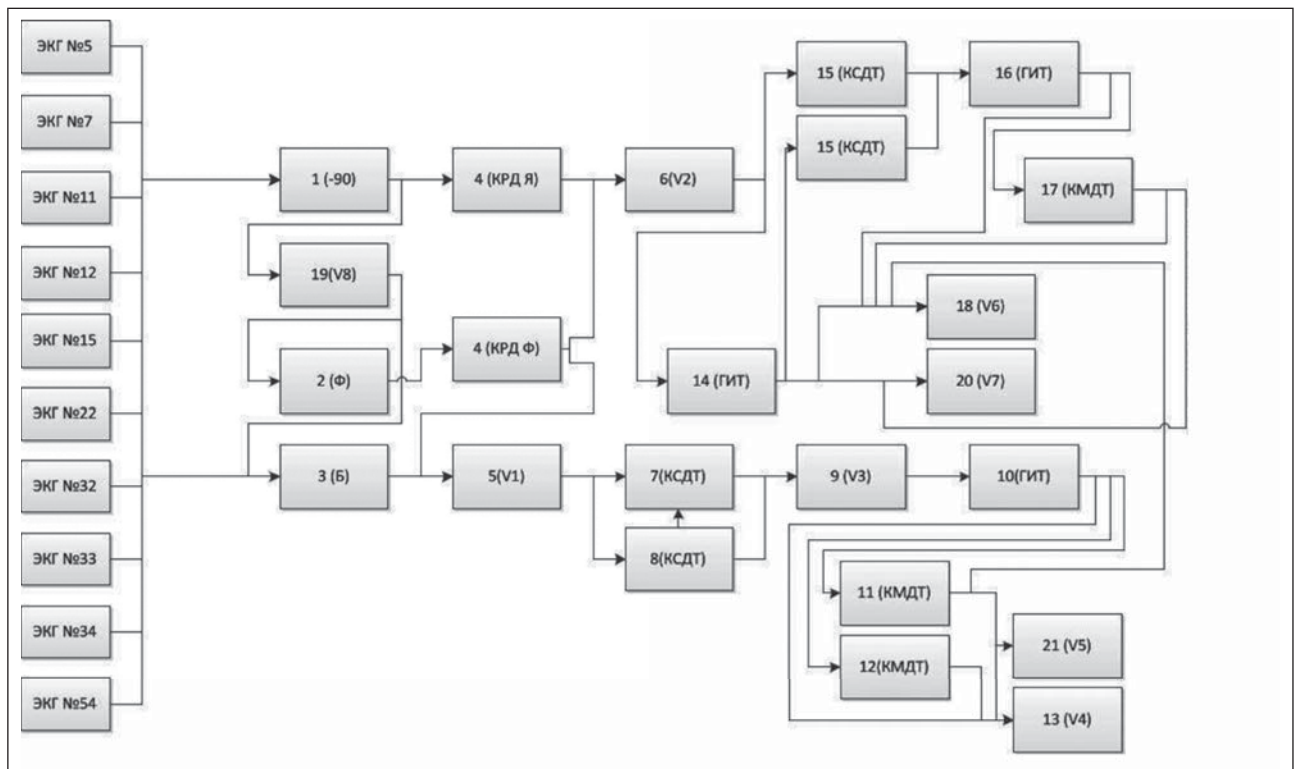 ЭКГ №5
ЭКГ №7
ЭКГ №11
ЭКГ №12
ЭКГ №15
ЭКГ №22
ЭКГ №32
ЭКГ №33
ЭКГ №34
ЭКГ №54
1 (-90)
19(V8)
2 (Ф)
3 (Б)
4 (КРД Я)
4 (КРД Ф)
5(V1)
6(V2)
14 (ГИТ)
7(КСДТ)
8(КСДТ)
15 (КСДТ)
15 (КСДТ)
9 (V3)
16 (ГИТ)
17 (КМДТ)
18 (V6)
20 (V7)
10(ГИТ)
11 (КМДТ)
12(КМДТ)
21 (V5)
13 (V4)